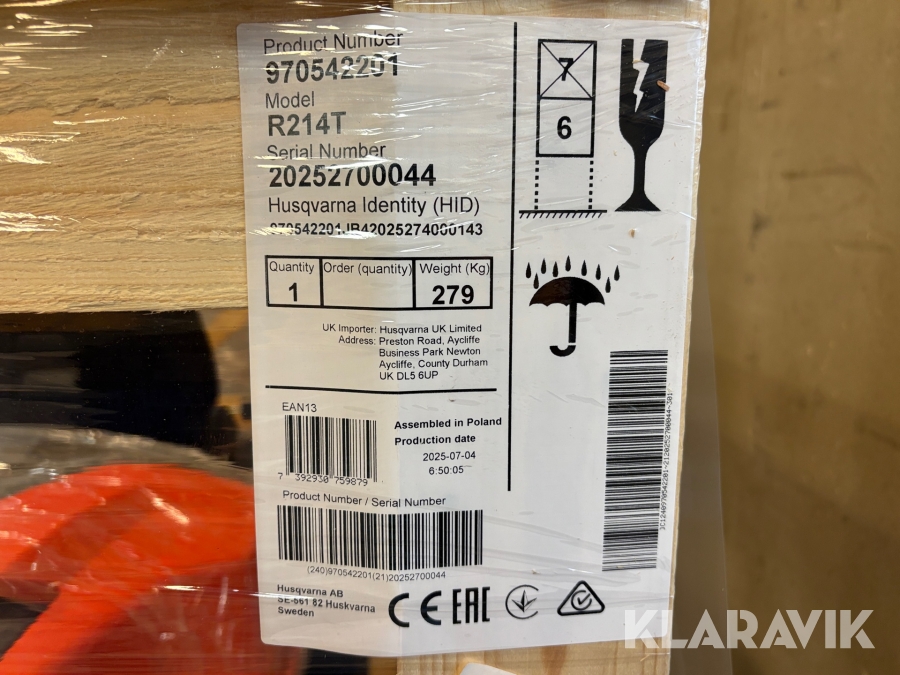 Product Number
970542201
Model
R214T
Serial Number
20252700044
Husqvarna Identity (HID)
970542201JB42025274000143
Quantity Order (quantity) Weight (Kg)
1 279
UK Importer: Husqvarna UK Limited
Address: Preston Road, Aycliffe
Business Park Newton
Aycliffe, County Durham
UK DL5 6UP
EAN13
7 392930 759879
Assembled in Poland
Production date
2025-07-04
6:50:05
Product Number / Serial Number
(240)970542201(21)20252700044
Husqvarna AB
SE-561 82 Huskvarna
Sweden
CE EAC
7
6
KLARAVIK